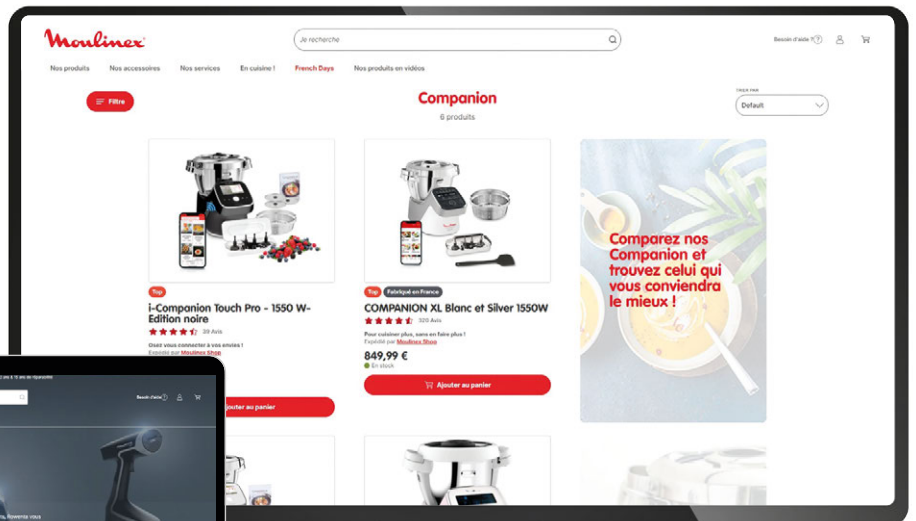 Moulinex
Je recherche
Besoin d'aide ?
Nos produits Nos accessoires Nos services En cuisine ! French Days Nos produits en vidéos
Filtre
Companion
6 produits
Default
Top
i-Companion Touch Pro - 1550 W-
Edition noire
39 Avis
Osez vous connecter à vos envies !
Expédié par Moulinex Shop
Ajouter au panier
Top Fabriqué en France
COMPANION XL Blanc et Silver 1550W
320 Avis
Pour cuisiner plus, sans en faire plus !
Expédié par Moulinex Shop
849,99 €
En stock
Ajouter au panier
Comparez nos
Companion et
trouvez celui qui
vous conviendra
le mieux !
Besoin d'aide
Rowenta vous